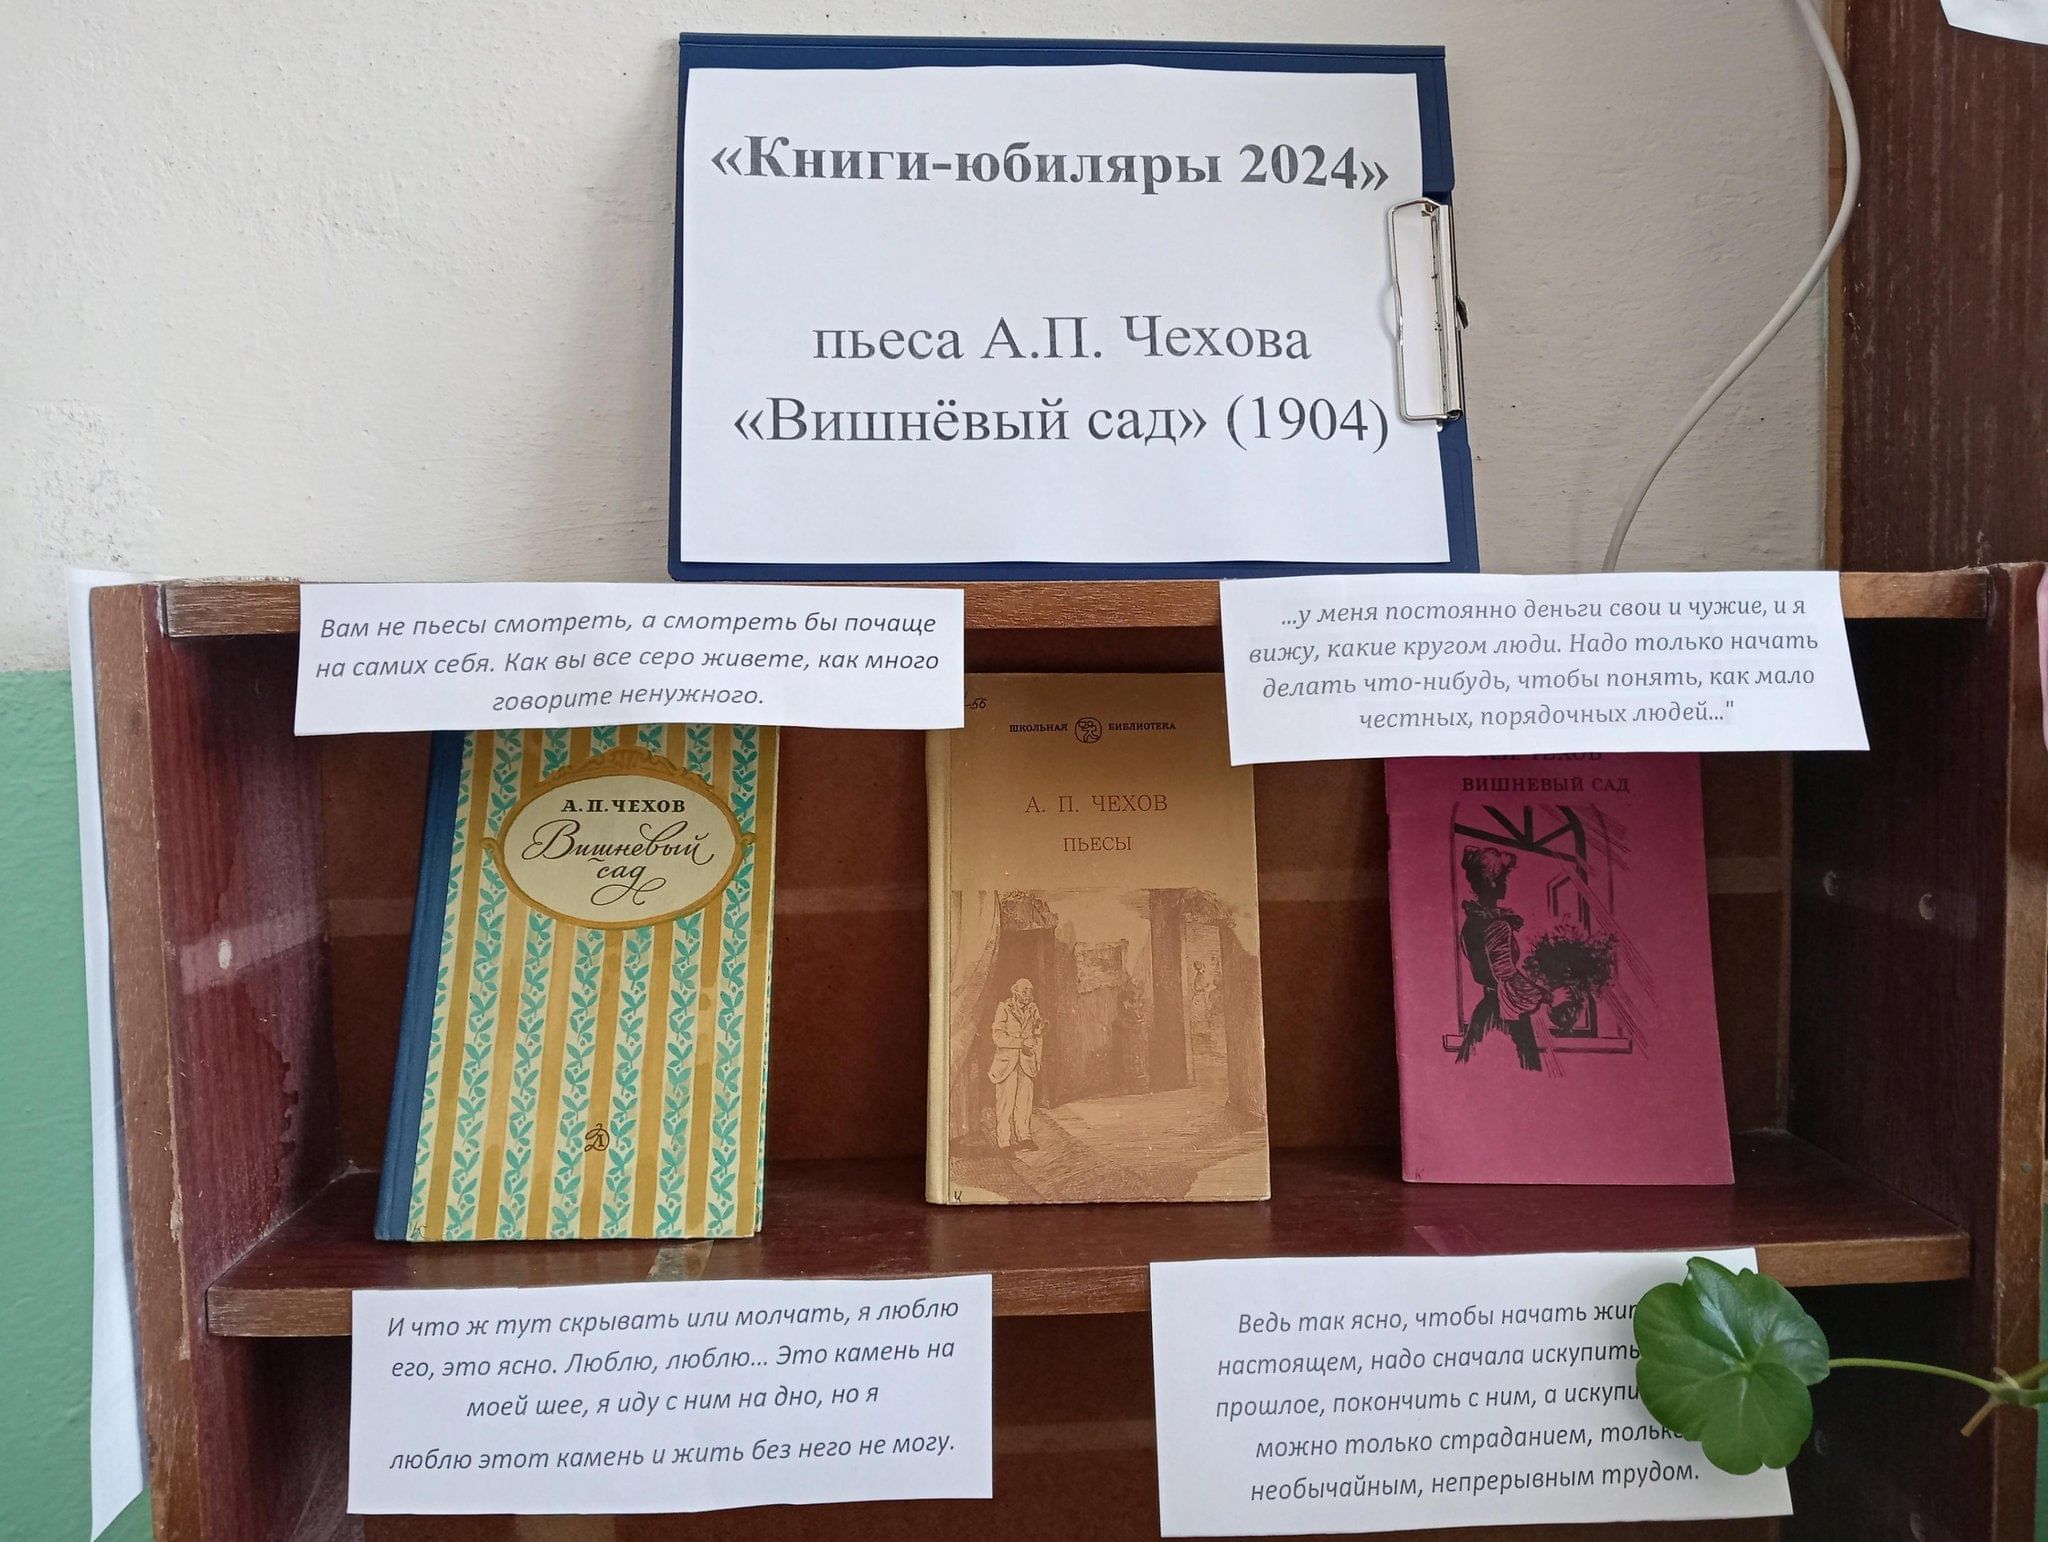 «Книги-юбиляры 2024»
пьеса А.П. Чехова
«Вишнёвый сад» (1904)
Вам не пьесы смотреть, а смотреть бы почаще
на самих себя. Как вы все серо живете, как много
говорите ненужного.
...у меня постоянно деньги свои и чужие, и я
вижу, какие кругом люди. Надо только начать
делать что-нибудь, чтобы понять, как мало
честных, порядочных людей..."
А.П.ЧЕХОВ
Вишневый
сад
-56
ШКОЛЬНАЯ БИБЛИОТЕКА
А. П. ЧЕХОВ
ПЬЕСЫ
ЧЕХОВ
ВИШНЕВЫЙ САД
И что ж тут скрывать или молчать, я люблю
его, это ясно. Люблю, люблю... Это камень на
моей шее, я иду с ним на дно, но я
люблю этот камень и жить без него не могу.
Ведь так ясно, чтобы начать
настоящем, надо сначала искупить
прошлое, покончить с ним, а
можно только страданием, только
необычайным, непрерывным трудом.